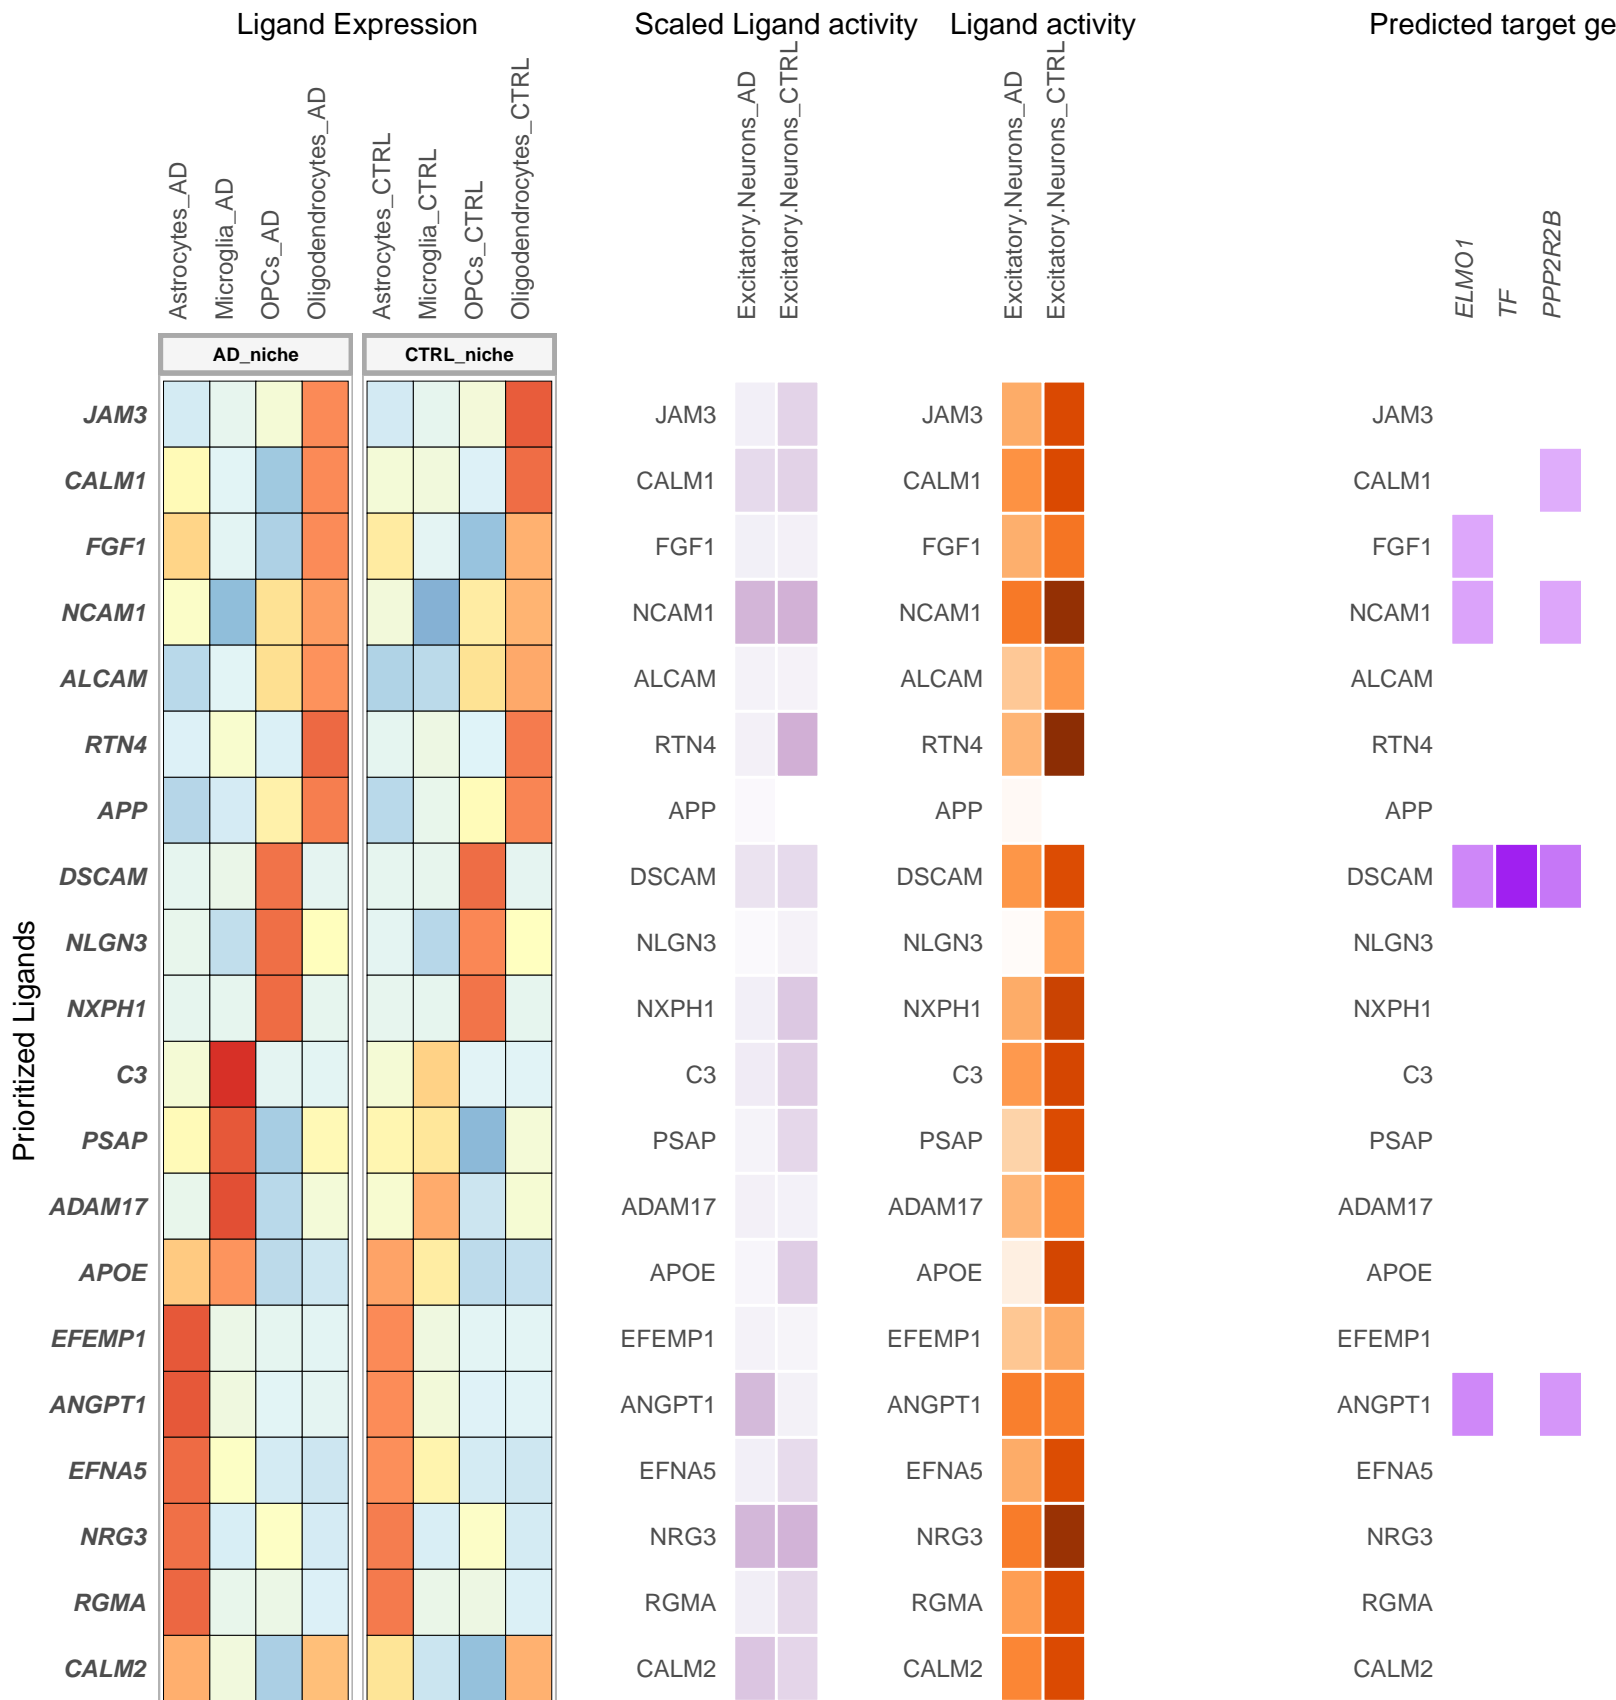 Ligand Expression
Scaled Ligand activity
Ligand activity
Predicted target ge
Astrocytes_AD
Microglia_AD
OPCs_AD
Oligodendrocytes_AD
Astrocytes_CTRL
Microglia_CTRL
OPCs_CTRL
Oligodendrocytes_CTRL
Excitatory.Neurons_AD
Excitatory.Neurons_CTRL
Excitatory.Neurons_AD
Excitatory.Neurons_CTRL
ELMO1
TF
PPP2R2B
AD_niche
CTRL_niche
Prioritized Ligands
JAM3 JAM3 JAM3 JAM3
CALM1 CALM1 CALM1 CALM1
FGF1 FGF1 FGF1 FGF1
NCAM1 NCAM1 NCAM1 NCAM1
ALCAM ALCAM ALCAM ALCAM
RTN4 RTN4 RTN4 RTN4
APP APP APP APP
DSCAM DSCAM DSCAM DSCAM
NLGN3 NLGN3 NLGN3 NLGN3
NXPH1 NXPH1 NXPH1 NXPH1
C3 C3 C3 C3
PSAP PSAP PSAP PSAP
ADAM17 ADAM17 ADAM17 ADAM17
APOE APOE APOE APOE
EFEMP1 EFEMP1 EFEMP1 EFEMP1
ANGPT1 ANGPT1 ANGPT1 ANGPT1
EFNA5 EFNA5 EFNA5 EFNA5
NRG3 NRG3 NRG3 NRG3
RGMA RGMA RGMA RGMA
CALM2 CALM2 CALM2 CALM2